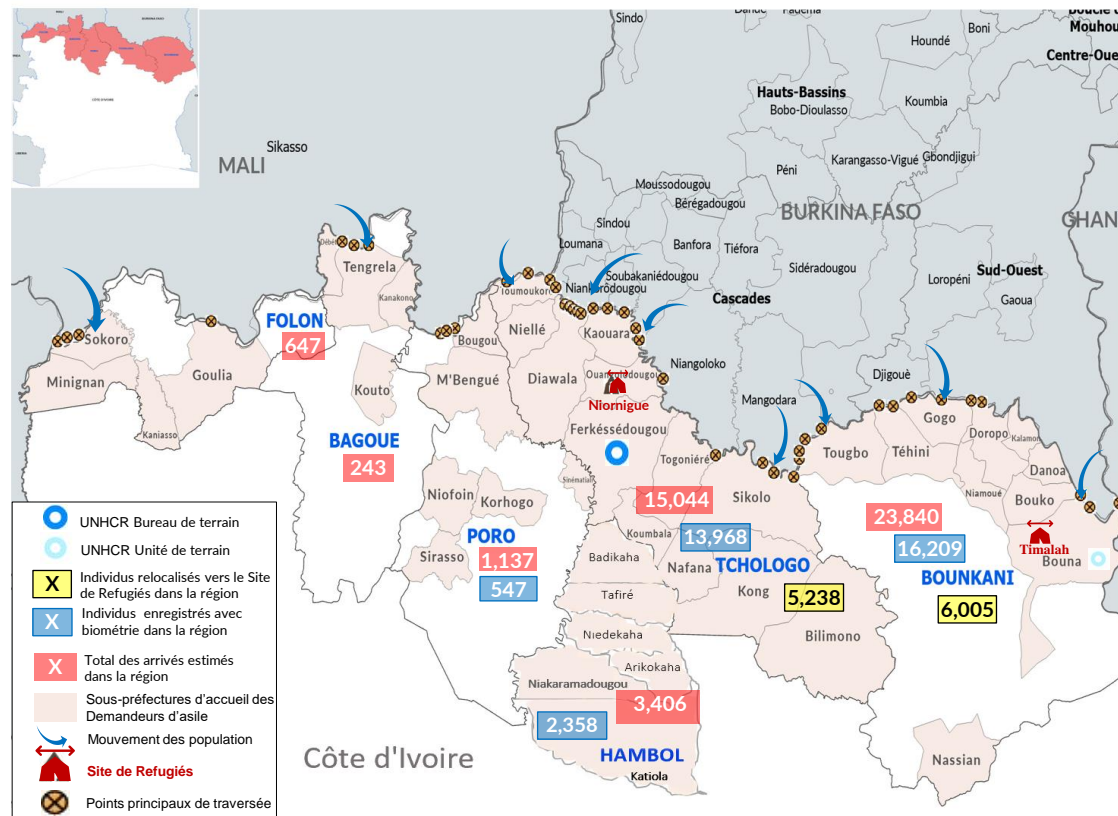 Sindo
Houndé
Boni
Mouhou
Centre-Oue
Hauts-Bassins
Bobo-Dioulasso
Koumbia
CÔTE D'IVOIRE
Sikasso
MALI
Péni
Karangasso-Vigué
Gbondjigui
Moussodougou
Bérégadougou
BURKINA FASO
GHAN
Sindou
Loumana
Banfora
Tiéfora
Sidéradougou
Soubakaniédougou
Niankorodougou
Loropéni
Sud-Ouest
Gaoua
Cascades
Tengrela
Kanakono
Toumoukoro
Sokoro
FOLON
647
Goulia
Minignan
Kaniasso
Bougou
Niellé
Kaouara
Niangoloko
M'Bengué
Diawala
Niornigue
Kouto
Djigouè
Mangodara
BAGOUE
243
Ferkéssédougou
Togoniéré
Gogo
Tougbo
Téhini
Doropo
Kalamon
Danoa
Niamoué
Bouko
Niofoin
Korhogo
Sirasso
PORO
1,137
547
15,044
Sikolo
13,968
Koumbala
Badikaha
Nafana
TCHOLOGO
Kong
5,238
Bilimono
23,840
16,209
BOUNKANI
6,005
Timalah
Bouna
Tafiré
Niedekaha
Arikokaha
Niakaramadougou
3,406
2,358
HAMBOL
Katiola
Nassian
Côte d'Ivoire
UNHCR Bureau de terrain
UNHCR Unité de terrain
X
Individus relocalisés vers le Site
de Refugiés dans la région
X
Individus enregistrés avec
biométrie dans la région
X
Total des arrivés estimés
dans la région
Sous-préfectures d'accueil des
Demandeurs d'asile
Mouvement des population
Site de Refugiés
Points principaux de traversée